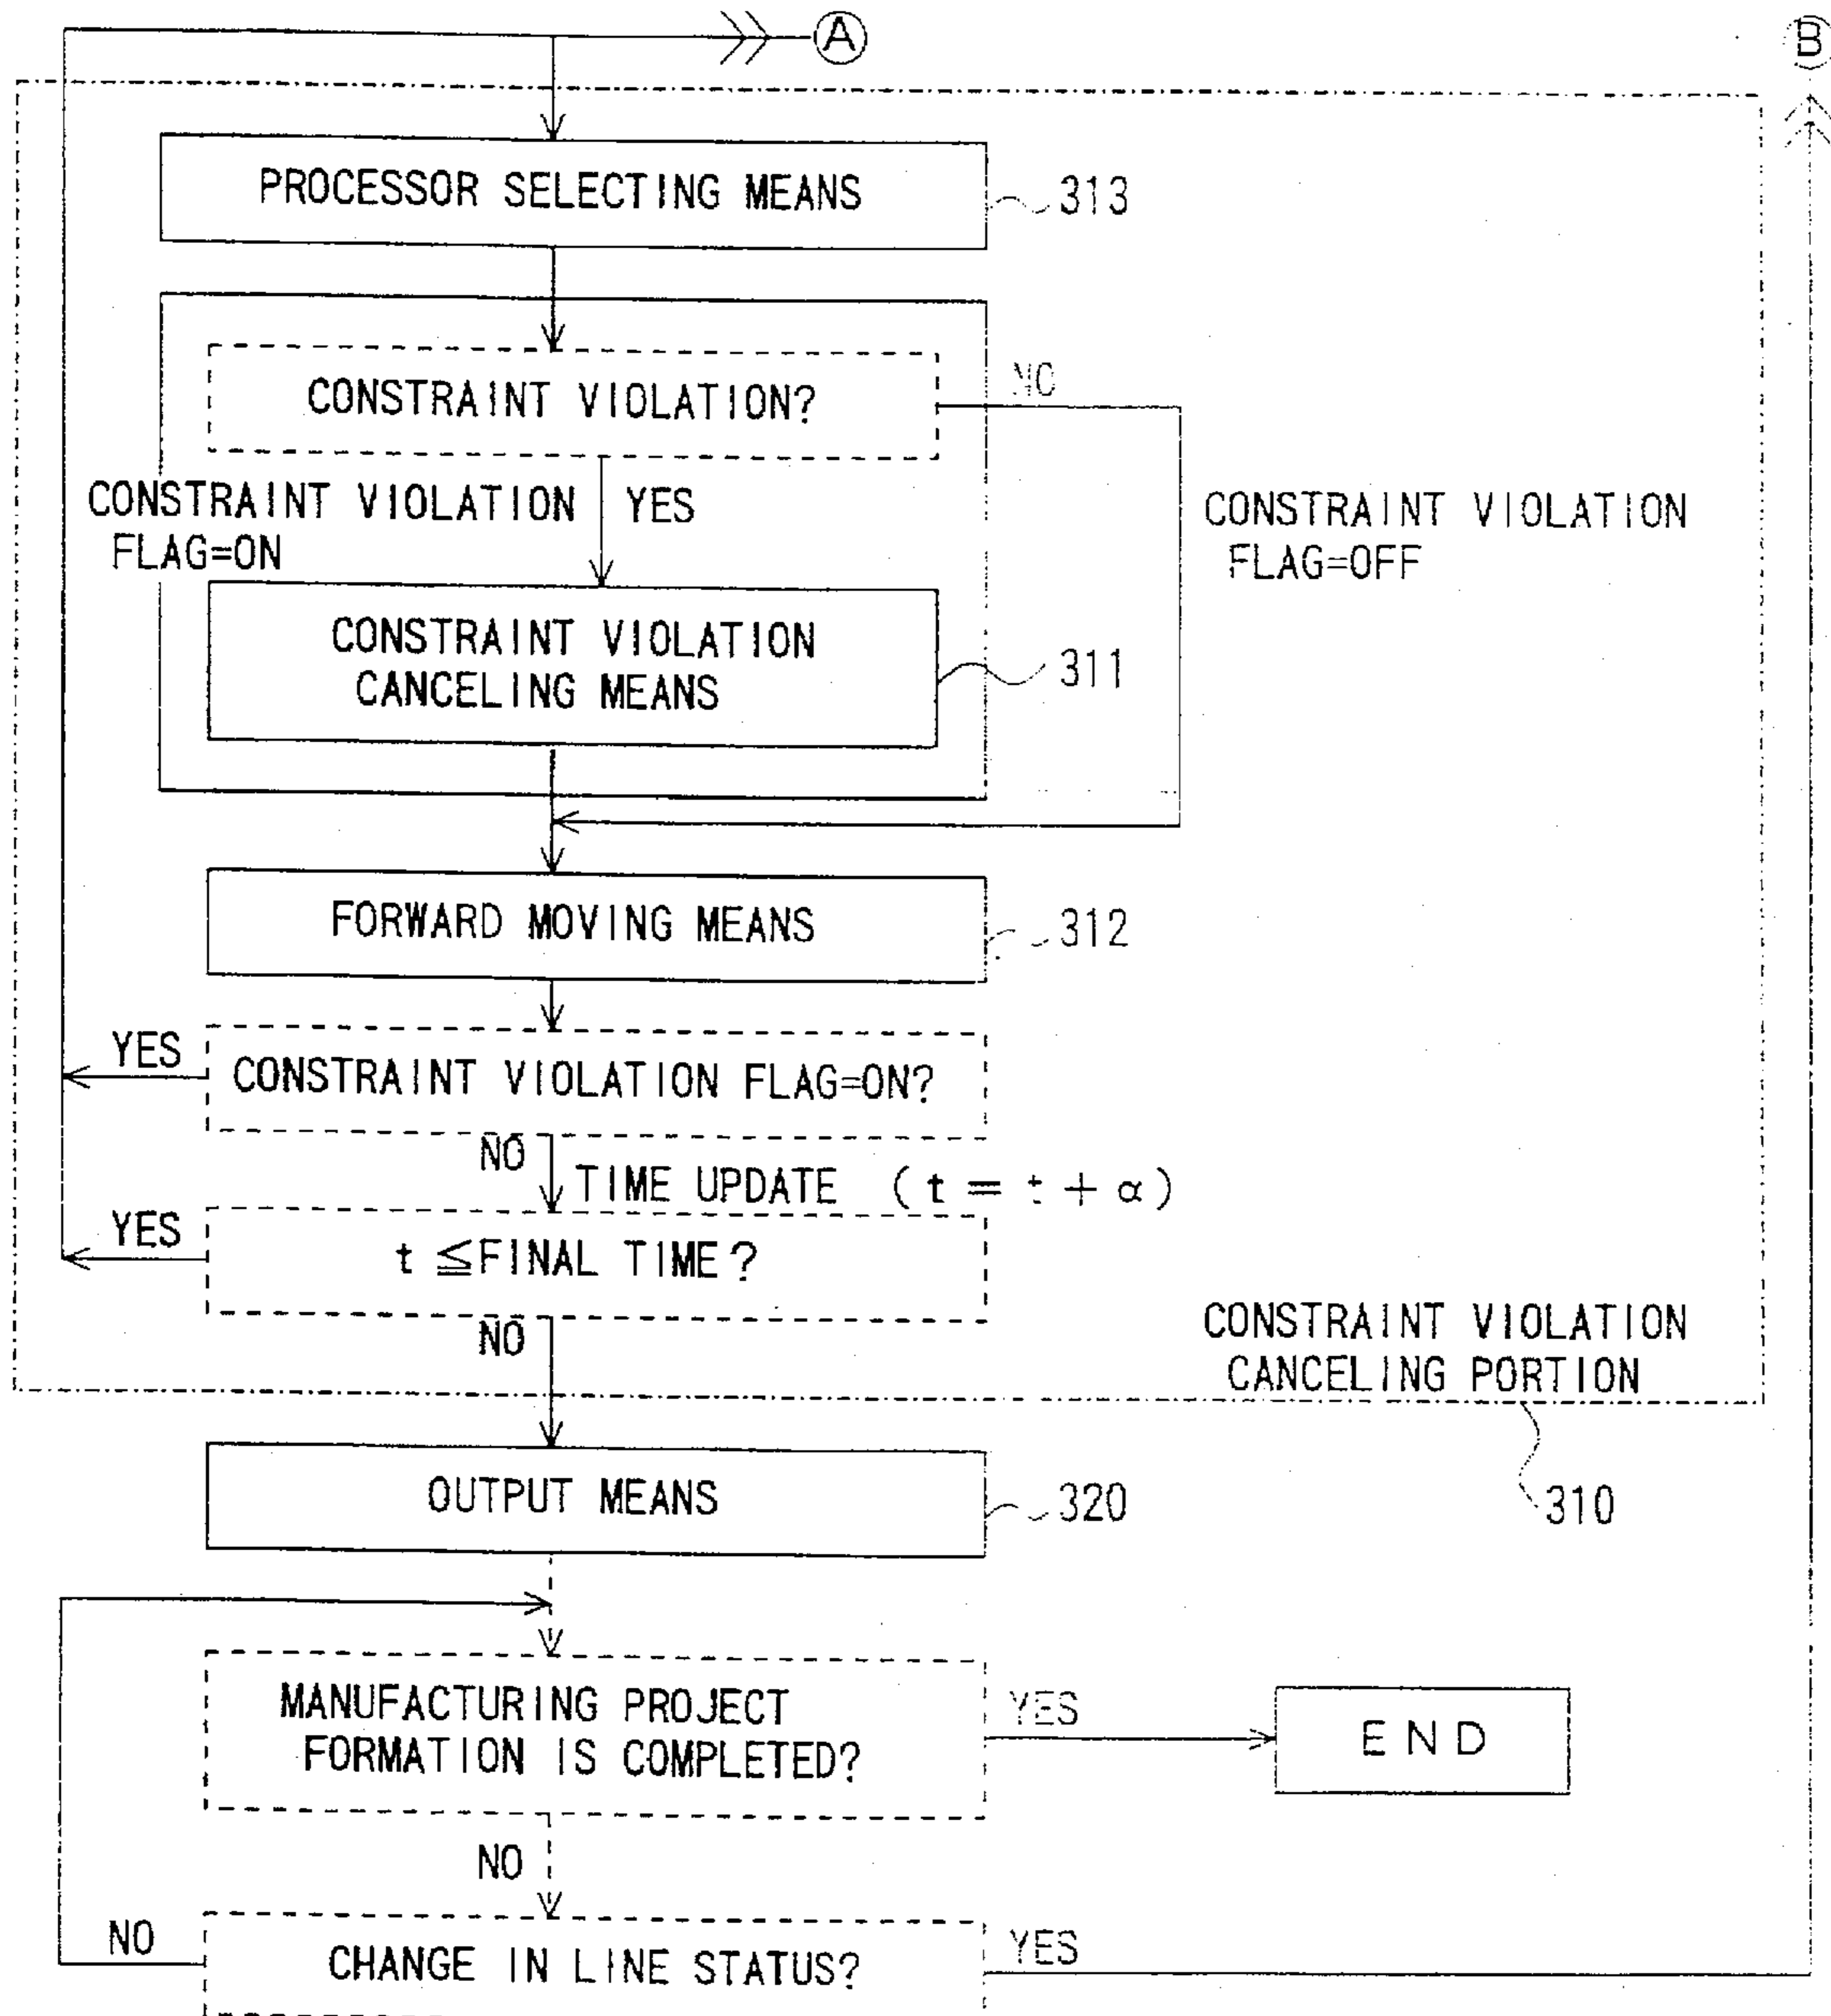 A
B
PROCESSOR SELECTING MEANS
313
CONSTRAINT VIOLATION?
NO
CONSTRAINT VIOLATION
FLAG=ON
YES
CONSTRAINT VIOLATION
FLAG=OFF
CONSTRAINT VIOLATION
CANCELING MEANS
311
FORWARD MOVING MEANS
312
YES
CONSTRAINT VIOLATION FLAG=ON?
NO
TIME UPDATE (t = t + α)
YES
t ≦FINAL TIME?
NO
CONSTRAINT VIOLATION
CANCELING PORTION
310
OUTPUT MEANS
320
MANUFACTURING PROJECT
FORMATION IS COMPLETED?
YES
END
NO
NO
CHANGE IN LINE STATUS?
YES